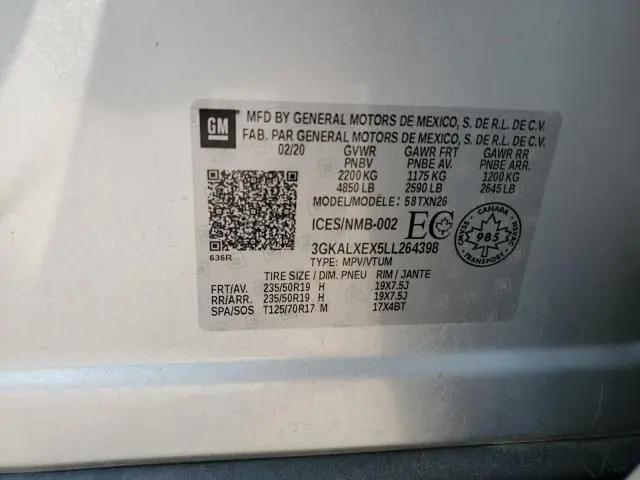 GM
MFD BY GENERAL MOTORS DE MEXICO, S. DE R.L. DE C.V.
FAB. PAR GENERAL MOTORS DE MEXICO, S. DE R.L. DE C.V.
02/20 GVWR GAWR FRT GAWR RR
PNBV PNBE AV. PNBE ARR.
2200 KG 1175 KG 1200 KG
4850 LB 2590 LB 2645 LB
MODEL/MODÈLE: 58TXN26
ICES/NMB-002 EC
CANADA
985
CMVSS
NSVAC
3GKALXEX5LL264398
636R
TYPE: MPV/VTUM
TIRE SIZE / DIM. PNEU RIM / JANTE
FRT/AV. 235/50R19 H 19X7.5J
RR/ARR. 235/50R19 H 19X7.5J
SPA/SOS T125/70R17 M 17X4BT